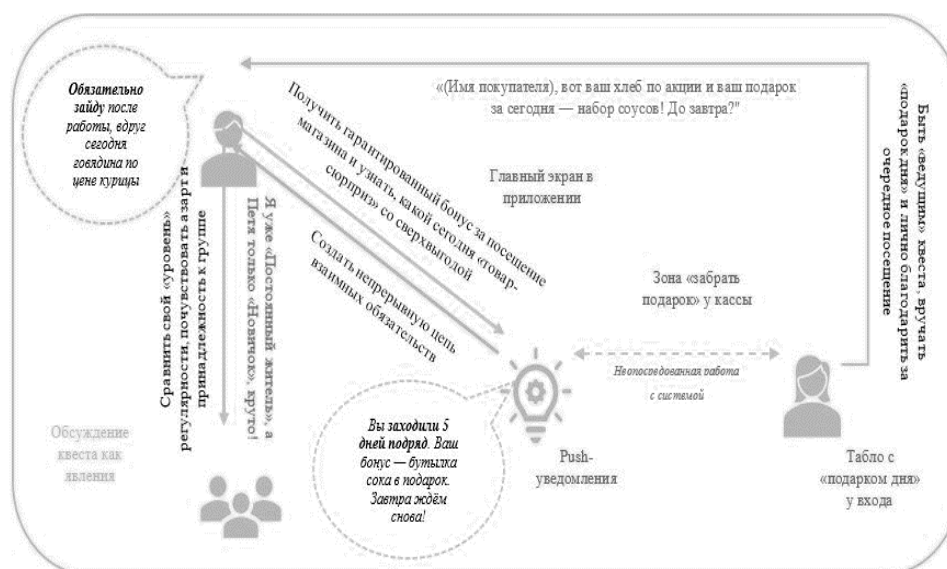 Обязательно
зайду после
работы, вдруг
сегодня
говядина по
цене курицы
«(Имя покупателя), вот ваш хлеб по акции и ваш подарок
за сегодня — набор соусов! До завтра?"
Получить гарантированный бонус за посещение
магазина и узнать, какой сегодня «товар-
сюрприз» со сверхвыгодой
Создать непрерывную цепь
взаимных обязательств
Главный экран в
приложении
Зона «забрать
подарок» у кассы
Быть «ведущим» квеста, вручать
«подарок дня» и лично благодарить за
очередное посещение
Сравнить свой «уровень»
регулярности, почувствовать азарт и
принадлежность к группе
Я уже «Постоянный житель», а
Петя только «Новичок», круто!
Неопосредованная работа
с системой
Обсуждение
квеста как
явления
Вы заходили 5
дней подряд. Ваш
бонус — бутылка
сока в подарок.
Завтра ждём
снова!
Push-
уведомления
Табло с
«подарком дня»
у входа